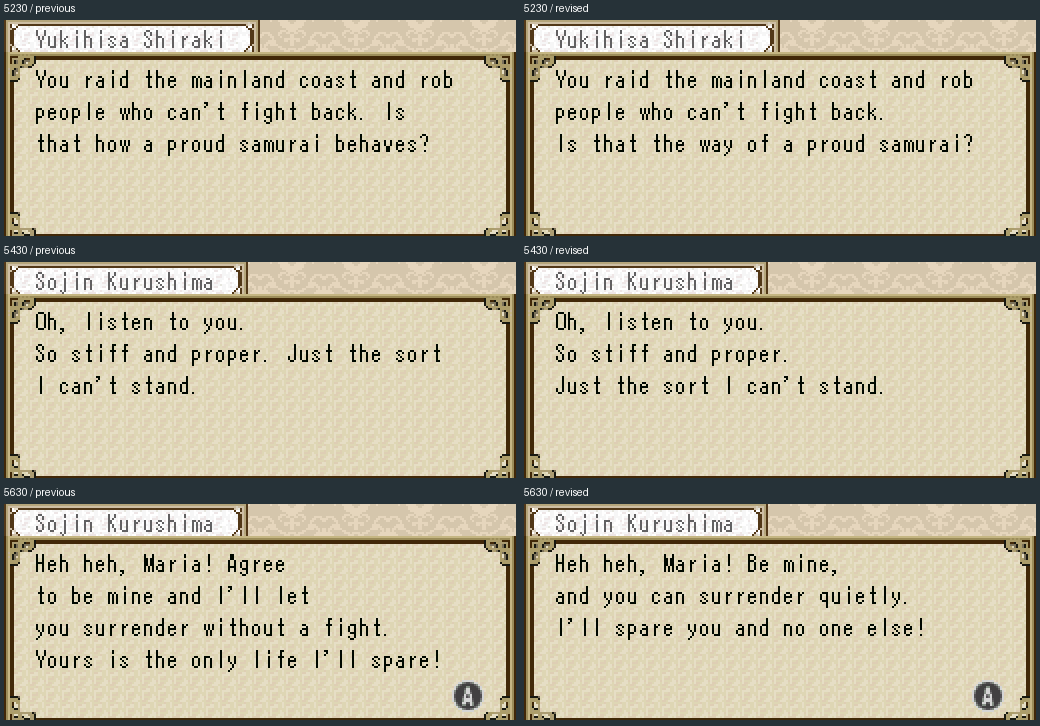 5230 / previous
Yukihisa Shiraki
You raid the mainland coast and rob
people who can't fight back.  Is
that how a proud samurai behaves?
5230 / revised
Yukihisa Shiraki
You raid the mainland coast and rob
people who can't fight back.
Is that the way of a proud samurai?
5430 / previous
Sojin Kurushima
Oh, listen to you.
So stiff and proper.  Just the sort
I can't stand.
5430 / revised
Sojin Kurushima
Oh, listen to you.
So stiff and proper.
Just the sort I can't stand.
5630 / previous
Sojin Kurushima
Heh heh, Maria! Agree
to be mine and I'll let
you surrender without a fight.
Yours is the only life I'll spare!
A
5630 / revised
Sojin Kurushima
Heh heh, Maria! Be mine,
and you can surrender quietly.
I'll spare you and no one else!
A